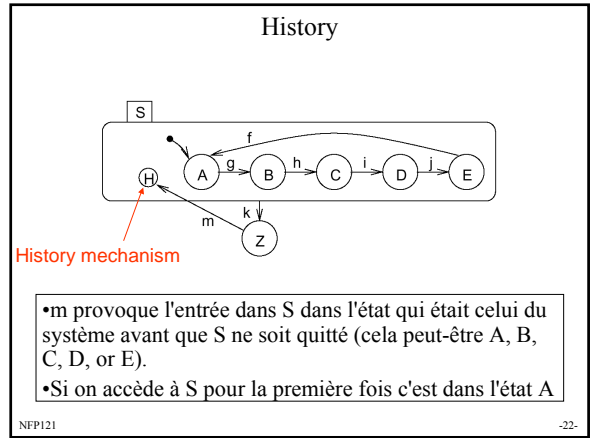 History
S
f
A
g
B
h
C
i
D
j
E
H
m
k
Z
History mechanism
•m provoque l'entrée dans S dans l'état qui était celui du
système avant que S ne soit quitté (cela peut-être A, B,
C, D, or E).
•Si on accède à S pour la première fois c'est dans l'état A
NFP121
-22-